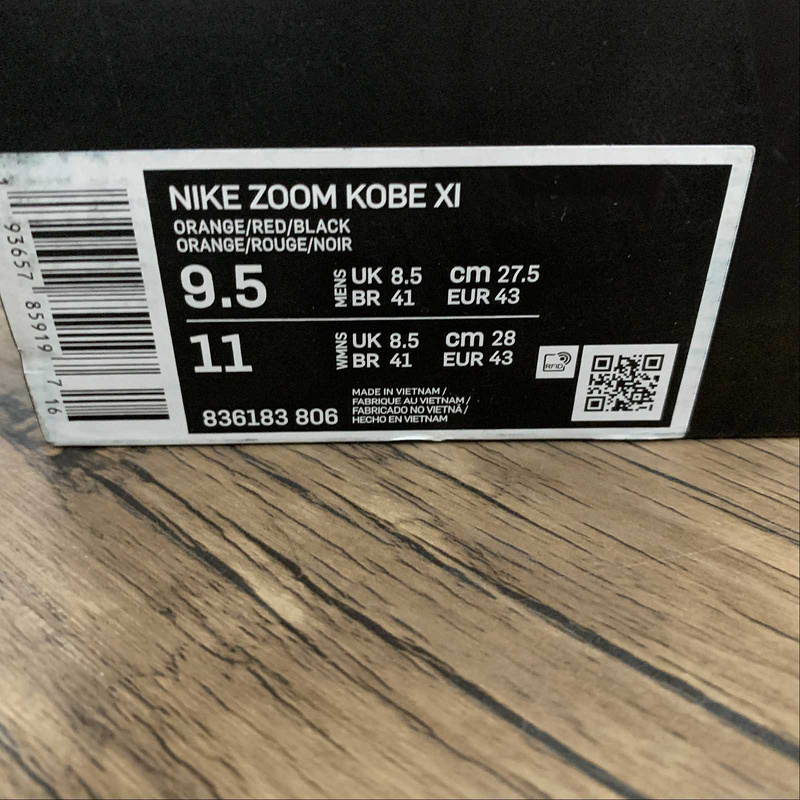 NIKE ZOOM KOBE XI
ORANGE/RED/BLACK
ORANGE/ROUGE/NOIR
9.5 MENS UK 8.5 cm 27.5
BR 41 EUR 43
11 WMNS UK 8.5 cm 28
BR 41 EUR 43
RFID
836183 806
MADE IN VIETNAM /
FABRIQUE AU VIETNAM /
FABRICADO NO VIETNÃ /
HECHO EN VIETNAM
1 93657 85919 7 16